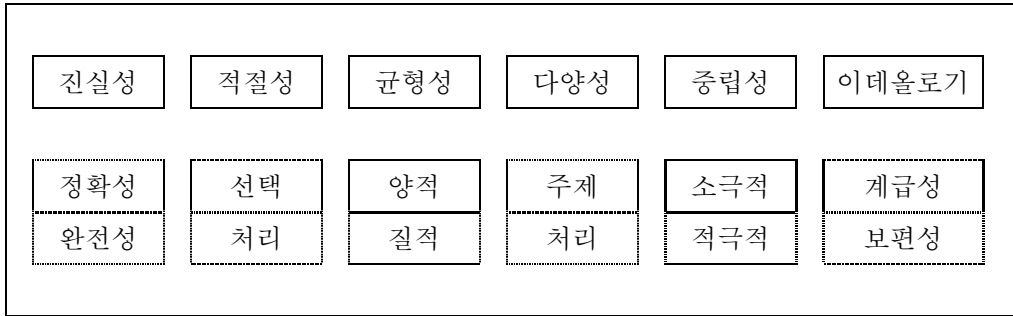 진실성 적절성 균형성 다양성 중립성 이데올로기
정확성 선택 양적 주제 소극적 계급성
완전성 처리 질적 처리 적극적 보편성